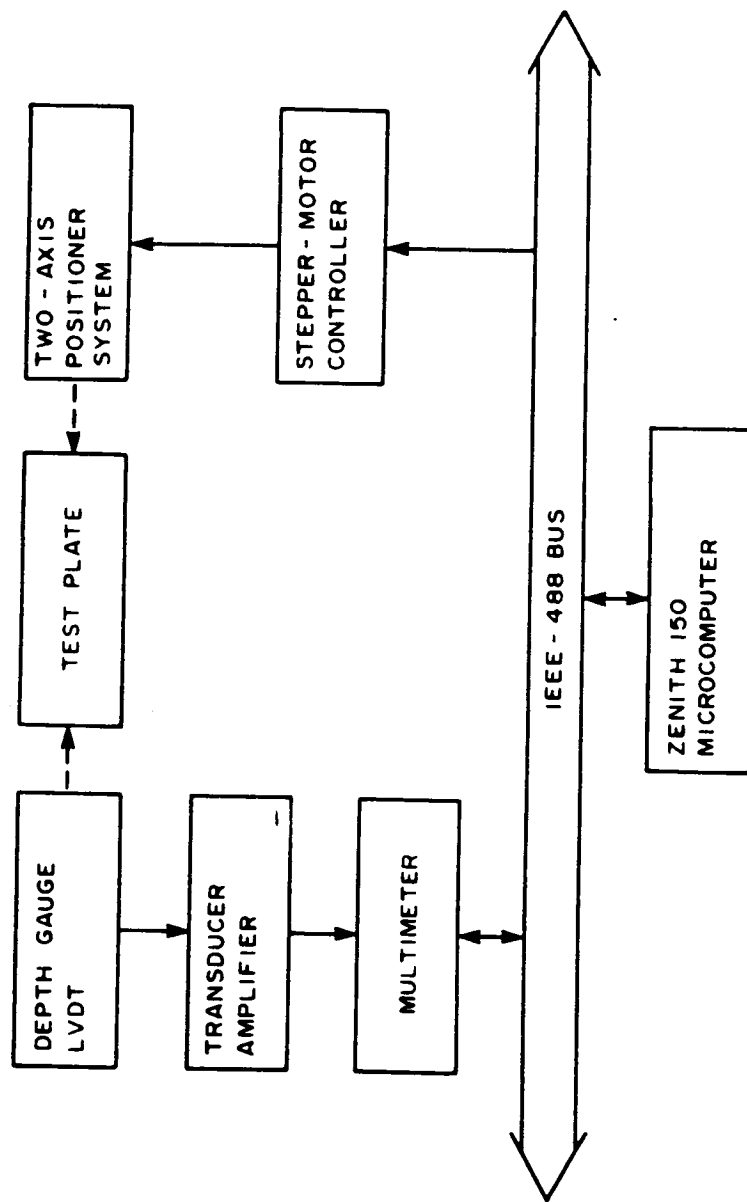 DEPTH GAUGE
LVDT
TEST PLATE
TWO-AXIS
POSITIONER
SYSTEM
TRANSDUCER
AMPLIFIER
STEPPER-MOTOR
CONTROLLER
MULTIMETER
IEEE-488 BUS
ZENITH 150
MICROCOMPUTER